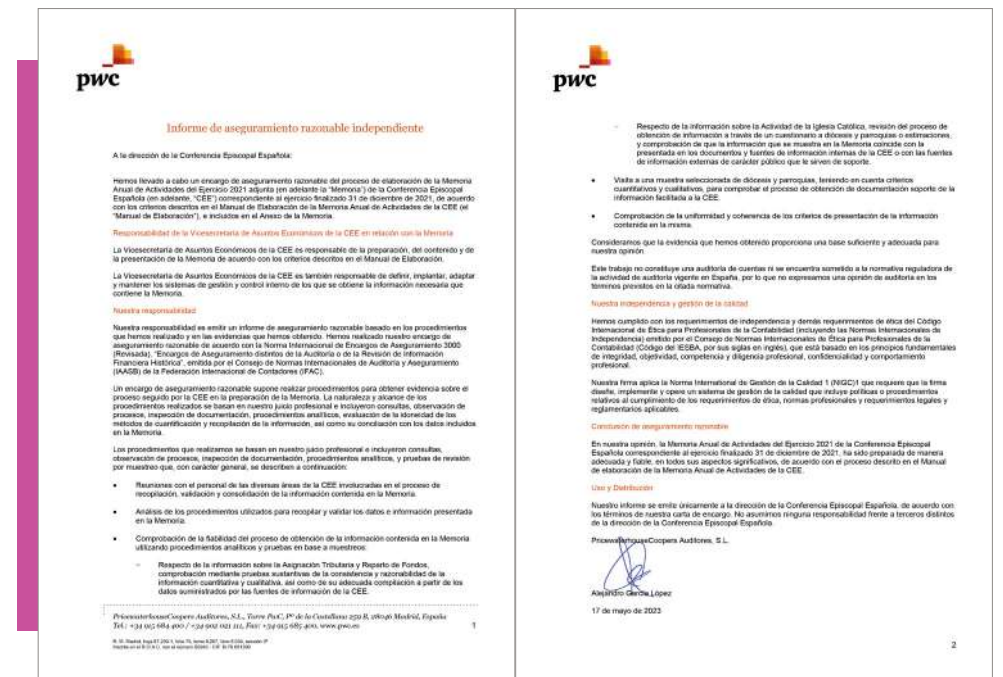 pwc
Informe de aseguramiento razonable independiente
A la dirección de la Conferencia Episcopal Española:
Hemos llevado a cabo un encargo de aseguramiento razonable del proceso de elaboración de la Memoria
Anual de Actividades del Ejercicio 2021 adjunta (en adelante la "Memoria") de la Conferencia Episcopal
Española (en adelante, "CEE") correspondiente al ejercicio finalizado 31 de diciembre de 2021, de acuerdo
con los criterios descritos en el Manual de Elaboración de la Memoria Anual de Actividades de la CEE (el
"Manual de Elaboración"), e incluidos en el Anexo de la Memoria.
Responsabilidad de la Vicesecretaría de Asuntos Económicos de la CEE en relación con la Memoria
La Vicesecretaría de Asuntos Económicos de la CEE es responsable de la preparación, del contenido y de
la presentación de la Memoria de acuerdo con los criterios descritos en el Manual de Elaboración.
La Vicesecretaría de Asuntos Económicos de la CEE es también responsable de definir, implantar, adaptar
y mantener los sistemas de gestión y control interno de los que se obtiene la información necesaria que
contiene la Memoria.
Nuestra responsabilidad
Nuestra responsabilidad es emitir un informe de aseguramiento razonable basado en los procedimientos
que hemos realizado y en las evidencias que hemos obtenido. Hemos realizado nuestro encargo de
aseguramiento razonable de acuerdo con la Norma Internacional de Encargos de Aseguramiento 3000
(Revisada), "Encargos de Aseguramiento distintos de la Auditoría o de la Revisión de Información
Financiera Histórica", emitida por el Consejo de Normas Internacionales de Auditoría y Aseguramiento
(IAASB) de la Federación Internacional de Contadores (IFAC).
Un encargo de aseguramiento razonable supone realizar procedimientos para obtener evidencia sobre el
proceso seguido por la CEE en la preparación de la Memoria. La naturaleza y alcance de los
procedimientos realizados se basan en nuestro juicio profesional e incluyeron consultas, observación de
procesos, inspección de documentación, procedimientos analíticos, evaluación de la idoneidad de los
métodos de cuantificación y recopilación de la información, así como su conciliación con los datos incluidos
en la Memoria.
Los procedimientos que realizamos se basan en nuestro juicio profesional e incluyeron consultas,
observación de procesos, inspección de documentación, procedimientos analíticos, y pruebas de revisión
por muestreo que, con carácter general, se describen a continuación:
• Reuniones con el personal de las diversas áreas de la CEE involucradas en el proceso de
recopilación, validación y consolidación de la información contenida en la Memoria.
• Análisis de los procedimientos utilizados para recopilar y validar los datos e información presentada
en la Memoria.
• Comprobación de la fiabilidad del proceso de obtención de la información contenida en la Memoria
utilizando procedimientos analíticos y pruebas en base a muestreos:
- Respecto de la información sobre la Asignación Tributaria y Reparto de Fondos,
comprobación mediante pruebas sustantivas de la consistencia y razonabilidad de la
información cuantitativa y cualitativa, así como de su adecuada compilación a partir de los
datos suministrados por las fuentes de información de la CEE.
PricewaterhouseCoopers Auditores, S.L., Torre PwC, Pº de la Castellana 259 B, 28046 Madrid, España
Tel.: +34 915 684 400 / +34 902 021 111, Fax: +34 915 685 400, www.pwc.es
1
pwc
- Respecto de la información sobre la Actividad de la Iglesia Católica, revisión del proceso de
obtención de información a través de un cuestionario a diócesis y parroquias o estimaciones,
y comprobación de que la información que se muestra en la Memoria coincide con la
presentada en los documentos y fuentes de información internas de la CEE o con las fuentes
de información externas de carácter público que le sirven de soporte.
• Visita a una muestra seleccionada de diócesis y parroquias, teniendo en cuenta criterios
cuantitativos y cualitativos, para comprobar el proceso de obtención de documentación soporte de la
información facilitada a la CEE.
• Comprobación de la uniformidad y coherencia de los criterios de presentación de la información
contenida en la misma.
Consideramos que la evidencia que hemos obtenido proporciona una base suficiente y adecuada para
nuestra opinión.
Este trabajo no constituye una auditoría de cuentas ni se encuentra sometido a la normativa reguladora de
la actividad de auditoría vigente en España, por lo que no expresamos una opinión de auditoría en los
términos previstos en la citada normativa.
Nuestra independencia y gestión de la calidad
Hemos cumplido con los requerimientos de independencia y demás requerimientos de ética del Código
Internacional de Ética para Profesionales de la Contabilidad (incluyendo las Normas Internacionales de
Independencia) emitido por el Consejo de Normas Internacionales de Ética para Profesionales de la
Contabilidad (Código del IESBA, por sus siglas en inglés), que está basado en los principios fundamentales
de integridad, objetividad, competencia y diligencia profesional, confidencialidad y comportamiento
profesional.
Nuestra firma aplica la Norma International de Gestión de la Calidad 1 (NIGC)1 que requiere que la firma
diseñe, implemente y opere un sistema de gestión de la calidad que incluye políticas o procedimientos
relativos al cumplimiento de los requerimientos de ética, normas profesionales y requerimientos legales y
reglamentarios aplicables.
Conclusión de aseguramiento razonable
En nuestra opinión, la Memoria Anual de Actividades del Ejercicio 2021 de la Conferencia Episcopal
Española correspondiente al ejercicio finalizado 31 de diciembre de 2021, ha sido preparada de manera
adecuada y fiable, en todos sus aspectos significativos, de acuerdo con el proceso descrito en el Manual
de elaboración de la Memoria Anual de Actividades de la CEE.
Uso y Distribución
Nuestro informe se emite únicamente a la dirección de la Conferencia Episcopal Española, de acuerdo con
los términos de nuestra carta de encargo. No asumimos ninguna responsabilidad frente a terceros distintos
de la dirección de la Conferencia Episcopal Española.
PricewaterhouseCoopers Auditores, S.L.
Alejandro García López
17 de mayo de 2023
2